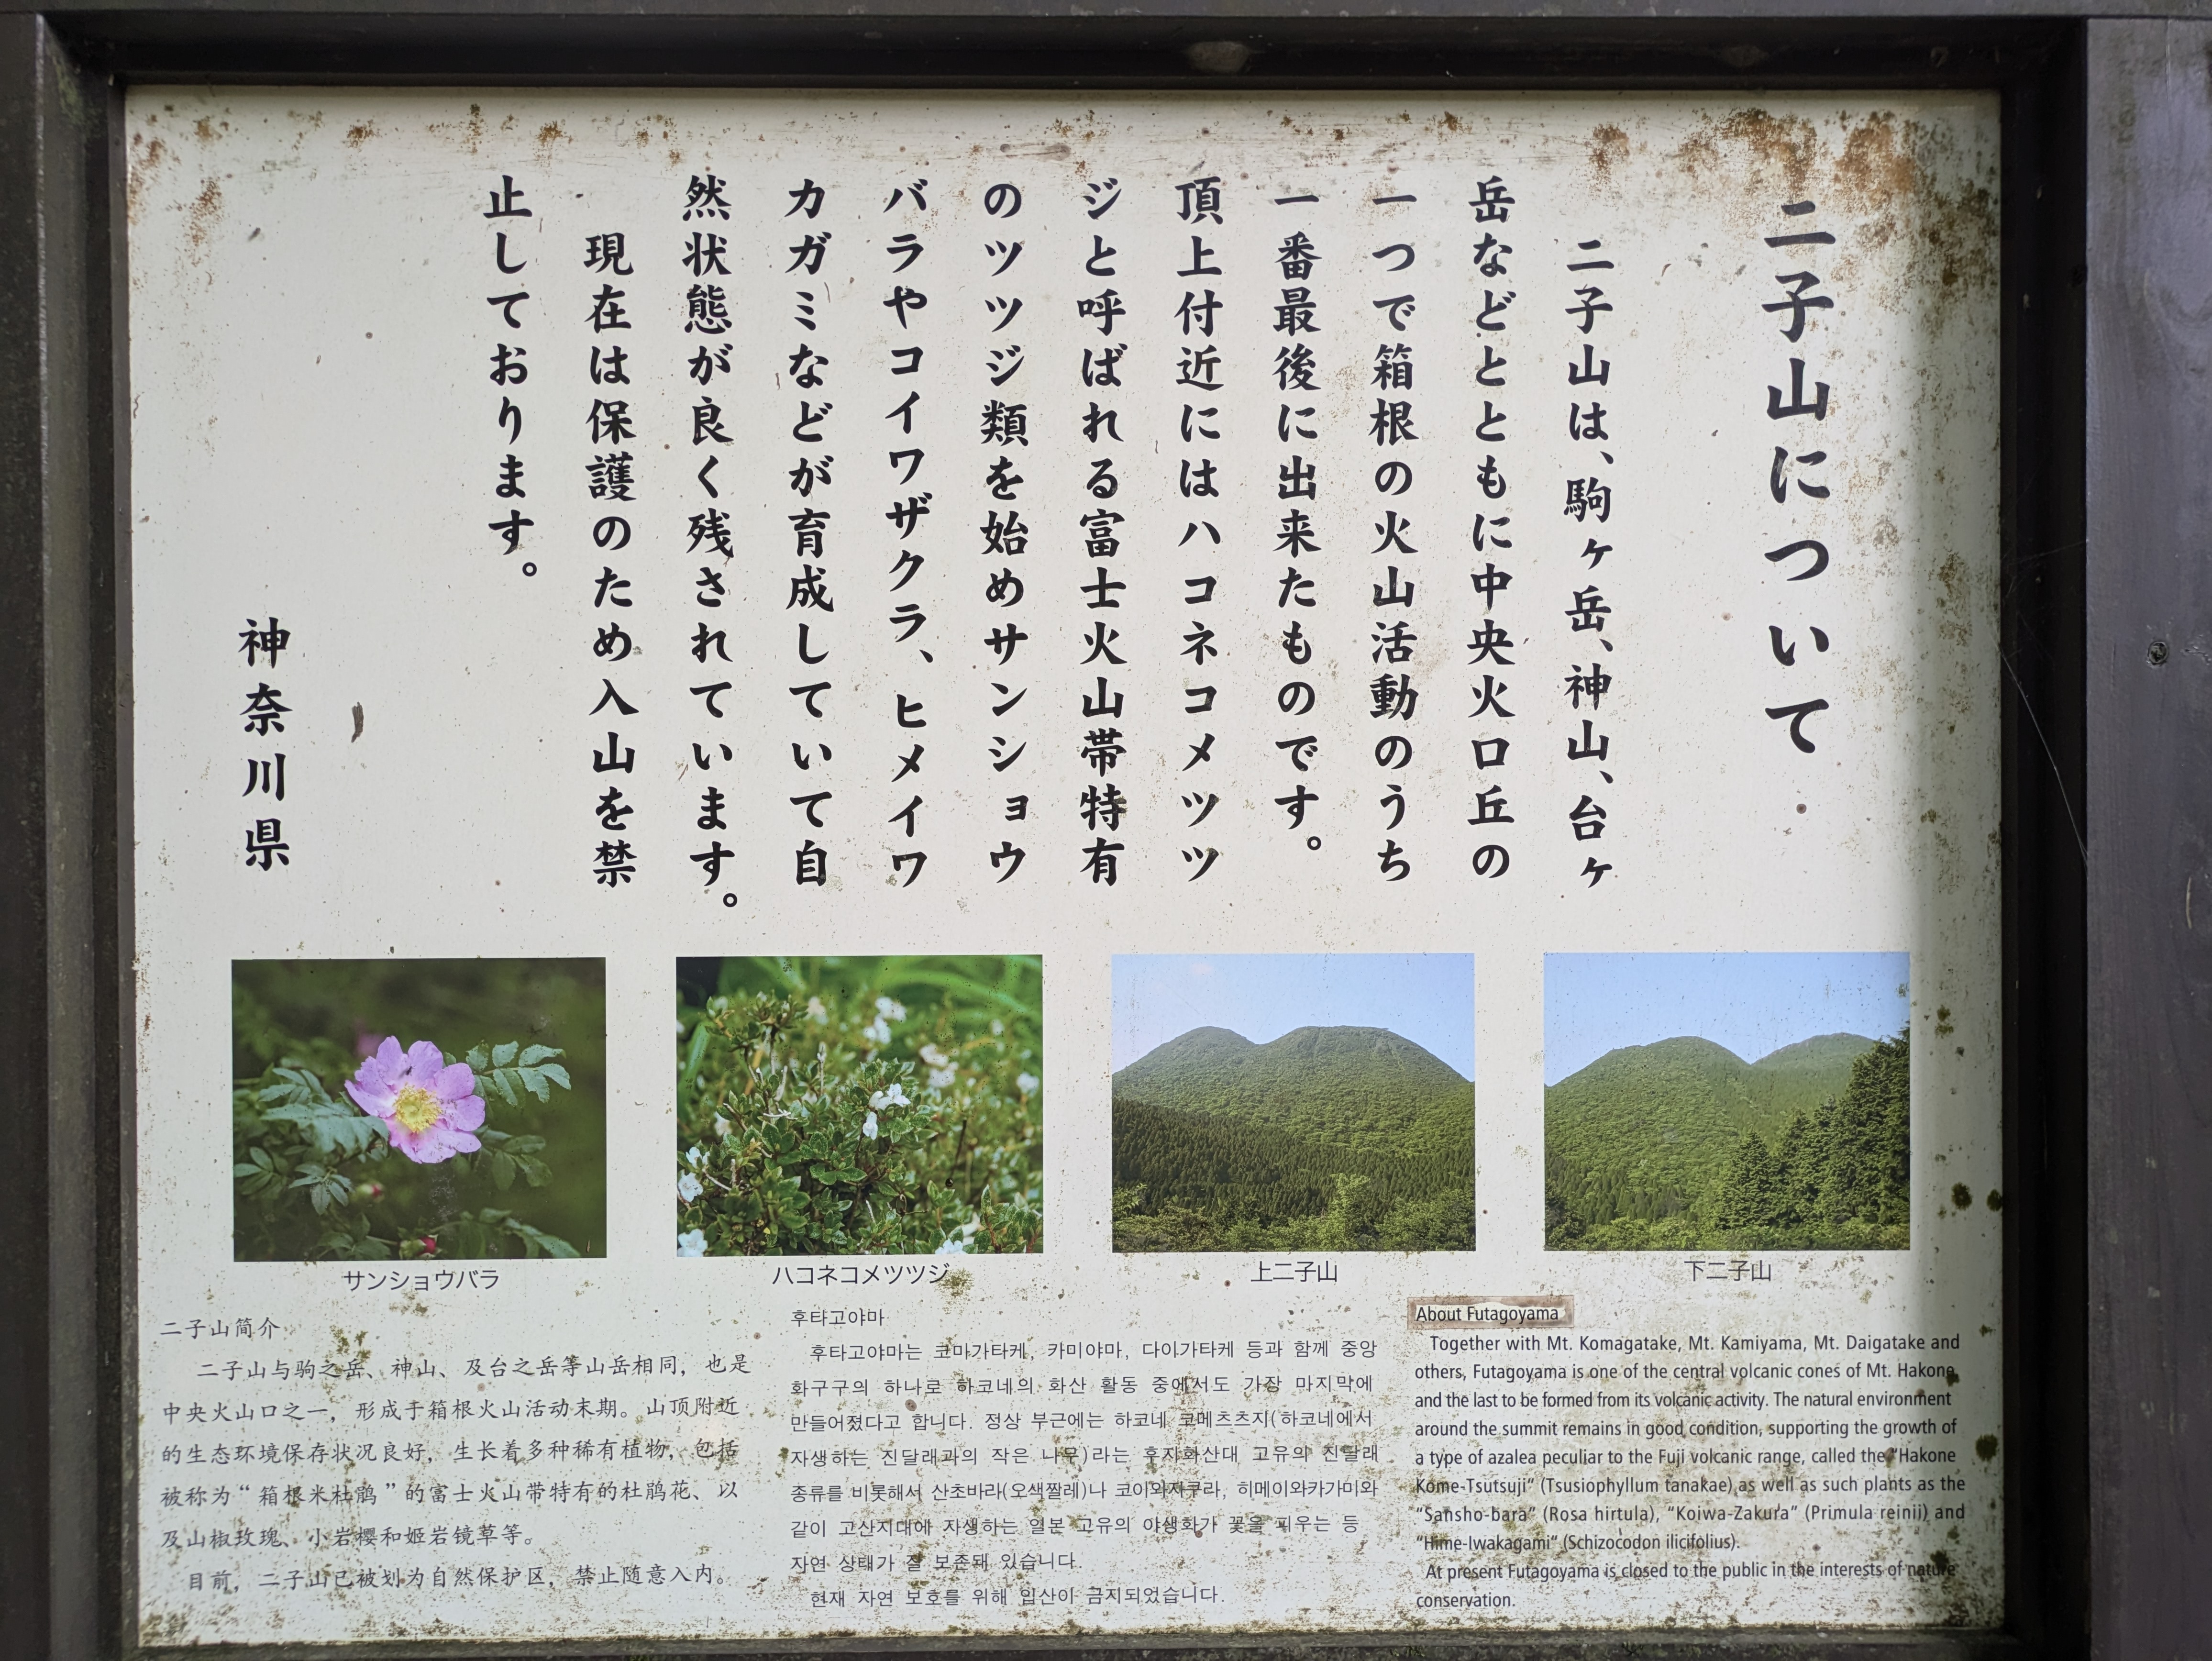 二子山について
二子山は、駒ヶ岳、神山、台ヶ
岳などとともに中央火口丘の
一つで箱根の火山活動のうち
一番最後に出来たものです。
頂上付近にはハコネコメツツ
ジと呼ばれる富士火山帯特有
のツツジ類を始めサンショウ
バラやコイワザクラ、ヒメイワ
カガミなどが育成していて自
然状態が良く残されています。
現在は保護のため入山を禁
止しております。
神奈川県
サンショウバラ
ハコネコメツツジ
上二子山
下二子山
二子山简介
二子山与驹之岳、神山、及台之岳等山岳相同，也是
中央火山口之一，形成于箱根火山活动末期。山顶附近
的生态环境保存状况良好，生长着多种稀有植物，包括
被称为“箱根米杜鹃”的富士火山带特有的杜鹃花、以
及山椒玫瑰、小岩樱和姬岩镜草等。
目前，二子山已被划为自然保护区，禁止随意入内。
후타고야마
후타고야마는 코마가타케, 카미야마, 다이가타케 등과 함께 중앙
화구구의 하나로 하코네의 화산 활동 중에서도 가장 마지막에
만들어졌다고 합니다. 정상 부근에는 하코네 코메츠츠지(하코네에서
자생하는 진달래과의 작은 나무)라는 후지화산대 고유의 진달래
종류를 비롯해서 산쵸바라(오색짤레)나 코이와자쿠라, 히메이와카가미와
같이 고산지대에 자생하는 일본 고유의 야생화가 꽃을 피우는 등
자연 상태가 잘 보존돼 있습니다.
현재 자연 보호를 위해 입산이 금지되었습니다.
About Futagoyama
Together with Mt. Komagatake, Mt. Kamiyama, Mt. Daigatake and
others, Futagoyama is one of the central volcanic cones of Mt. Hakone,
and the last to be formed from its volcanic activity. The natural environment
around the summit remains in good condition, supporting the growth of
a type of azalea peculiar to the Fuji volcanic range, called the "Hakone
Kome-Tsutsuji" (Tsusiophyllum tanakae) as well as such plants as the
"Sansho-bara" (Rosa hirtula), "Koiwa-Zakura" (Primula reinii) and
"Hime-Iwakagami" (Schizocodon ilicifolius).
At present Futagoyama is closed to the public in the interests of nature
conservation.